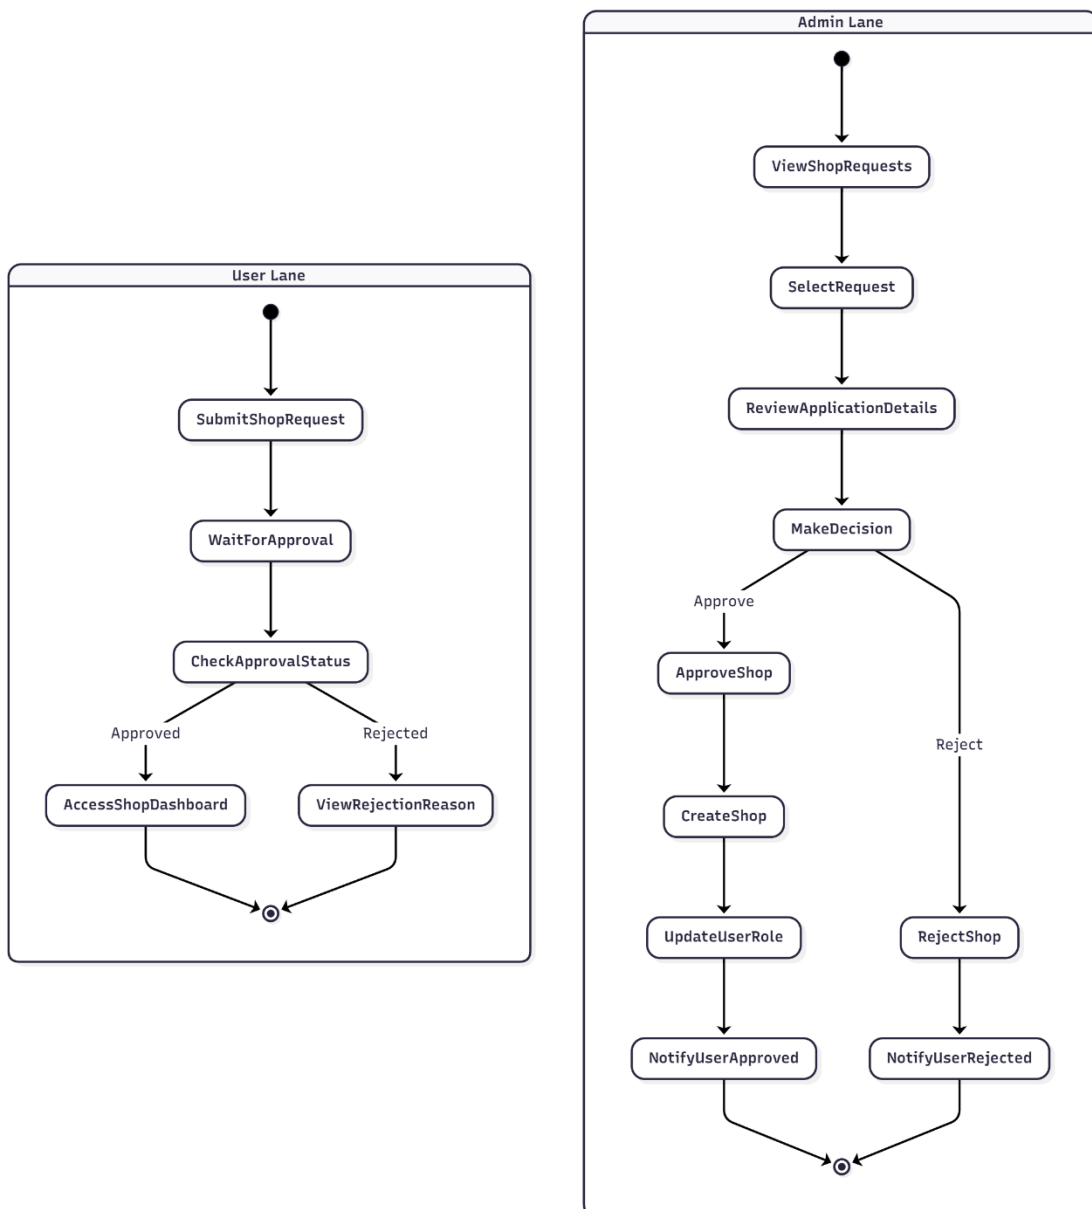 User Lane
SubmitShopRequest
WaitForApproval
CheckApprovalStatus
Approved
Rejected
AccessShopDashboard
ViewRejectionReason
Admin Lane
ViewShopRequests
SelectRequest
ReviewApplicationDetails
MakeDecision
Approve
ApproveShop
Reject
CreateShop
UpdateUserRole
RejectShop
NotifyUserApproved
NotifyUserRejected